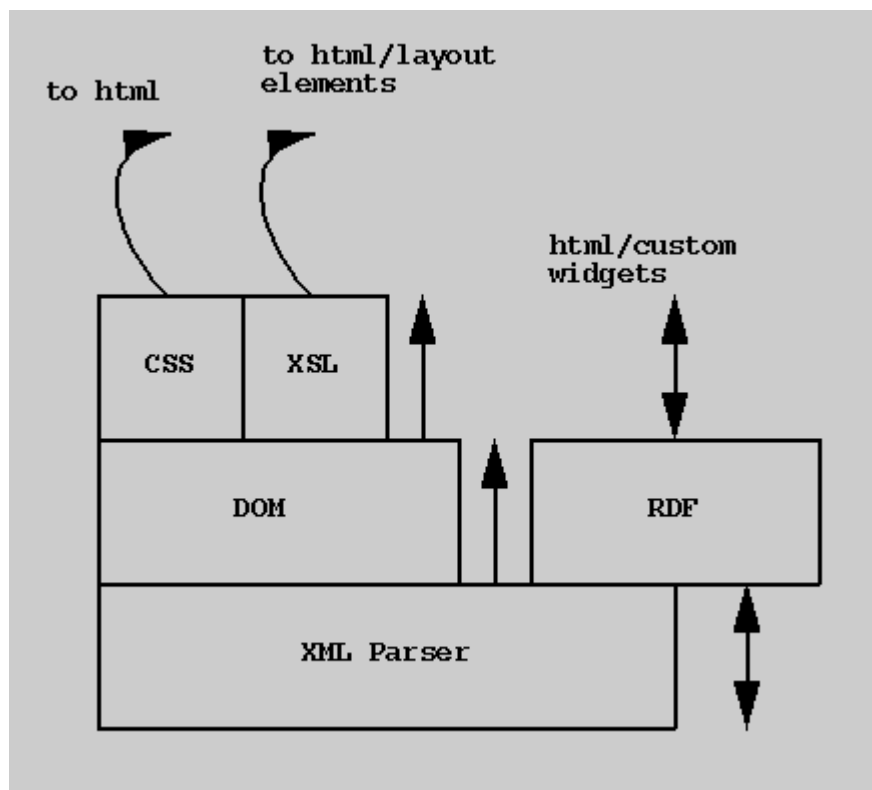 to html
to html/layout
elements
html/custom
widgets
CSS
XSL
DOM
RDF
XML Parser